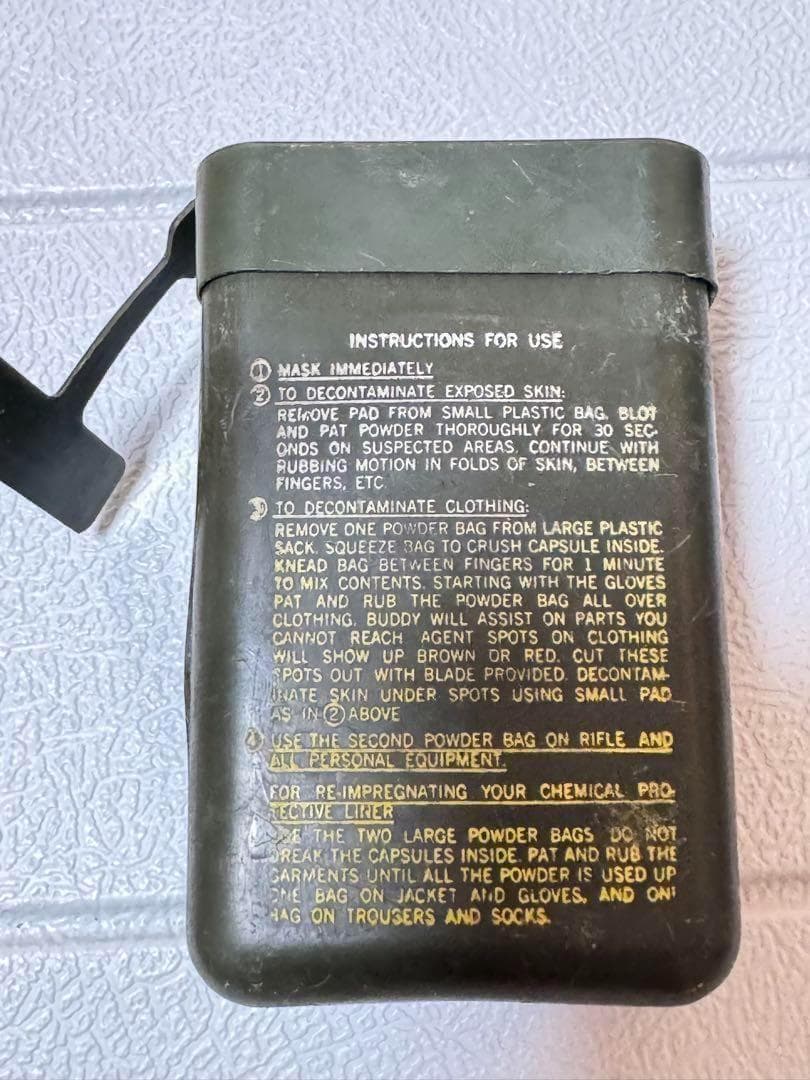 INSTRUCTIONS FOR USE
① MASK IMMEDIATELY
② TO DECONTAMINATE EXPOSED SKIN:
REMOVE PAD FROM SMALL PLASTIC BAG. BLOT
AND PAT POWDER THOROUGHLY FOR 30 SEC-
ONDS ON SUSPECTED AREAS. CONTINUE WITH
RUBBING MOTION IN FOLDS OF SKIN, BETWEEN
FINGERS, ETC.
③ TO DECONTAMINATE CLOTHING:
REMOVE ONE POWDER BAG FROM LARGE PLASTIC
SACK. SQUEEZE BAG TO CRUSH CAPSULE INSIDE.
KNEAD BAG BETWEEN FINGERS FOR 1 MINUTE
TO MIX CONTENTS. STARTING WITH THE GLOVES
PAT AND RUB THE POWDER BAG ALL OVER
CLOTHING. BUDDY WILL ASSIST ON PARTS YOU
CANNOT REACH AGENT SPOTS ON CLOTHING
WILL SHOW UP BROWN OR RED. CUT THESE
SPOTS OUT WITH BLADE PROVIDED. DECONTAM-
INATE SKIN UNDER SPOTS USING SMALL PAD
AS IN ② ABOVE
④ USE THE SECOND POWDER BAG ON RIFLE AND
ALL PERSONAL EQUIPMENT.
FOR RE-IMPREGNATING YOUR CHEMICAL PRO-
TECTIVE LINER
USE THE TWO LARGE POWDER BAGS DO NOT
BREAK THE CAPSULES INSIDE. PAT AND RUB THE
GARMENTS UNTIL ALL THE POWDER IS USED UP
ONE BAG ON JACKET AND GLOVES, AND ONE
BAG ON TROUSERS AND SOCKS.